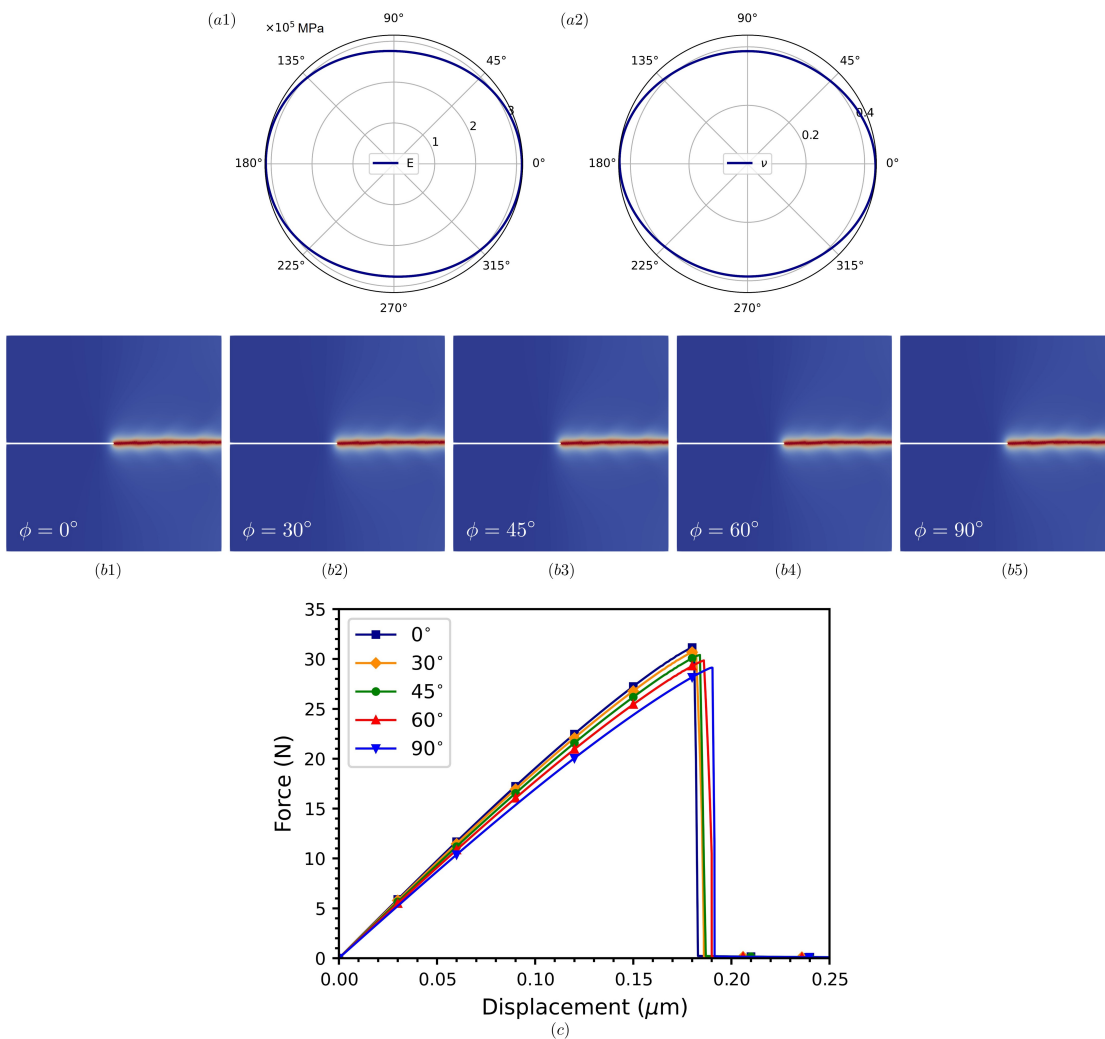 (a1)
×10⁵ MPa
90°
135°
45°
3
2
1
180°
0°
E
225°
315°
270°
(a2)
90°
135°
45°
0.4
0.2
180°
0°
ν
225°
315°
270°
ϕ = 0°
ϕ = 30°
ϕ = 45°
ϕ = 60°
ϕ = 90°
(b1)
(b2)
(b3)
(b4)
(b5)
35
30
25
20
15
10
5
0
Force (N)
0°
30°
45°
60°
90°
0.00
0.05
0.10
0.15
0.20
0.25
Displacement (μm)
(c)